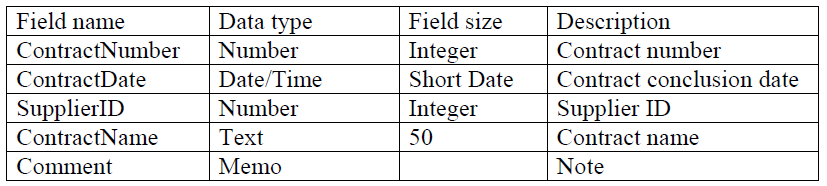 Field name Data type Field size Description
ContractNumber Number Integer Contract number
ContractDate Date/Time Short Date Contract conclusion date
SupplierID Number Integer Supplier ID
ContractName Text 50 Contract name
Comment Memo Note